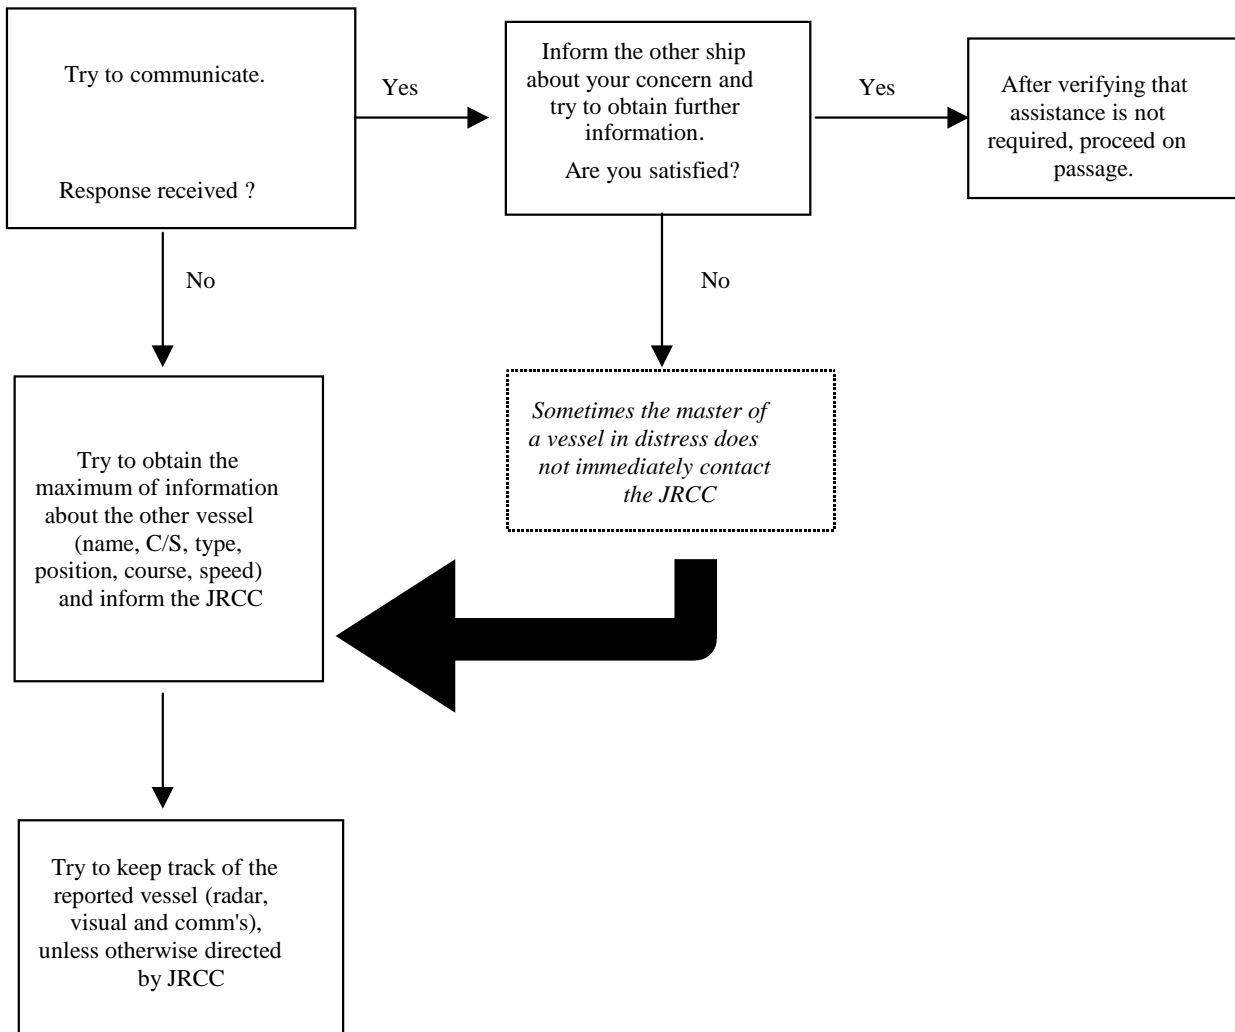 Try to communicate.
Response received ?
Yes
Inform the other ship
about your concern and
try to obtain further
information.
Are you satisfied?
Yes
After verifying that
assistance is not
required, proceed on
passage.
No
No
Try to obtain the
maximum of information
about the other vessel
(name, C/S, type,
position, course, speed)
and inform the JRCC
Sometimes the master of
a vessel in distress does
not immediately contact
the JRCC
Try to keep track of the
reported vessel (radar,
visual and comm's),
unless otherwise directed
by JRCC